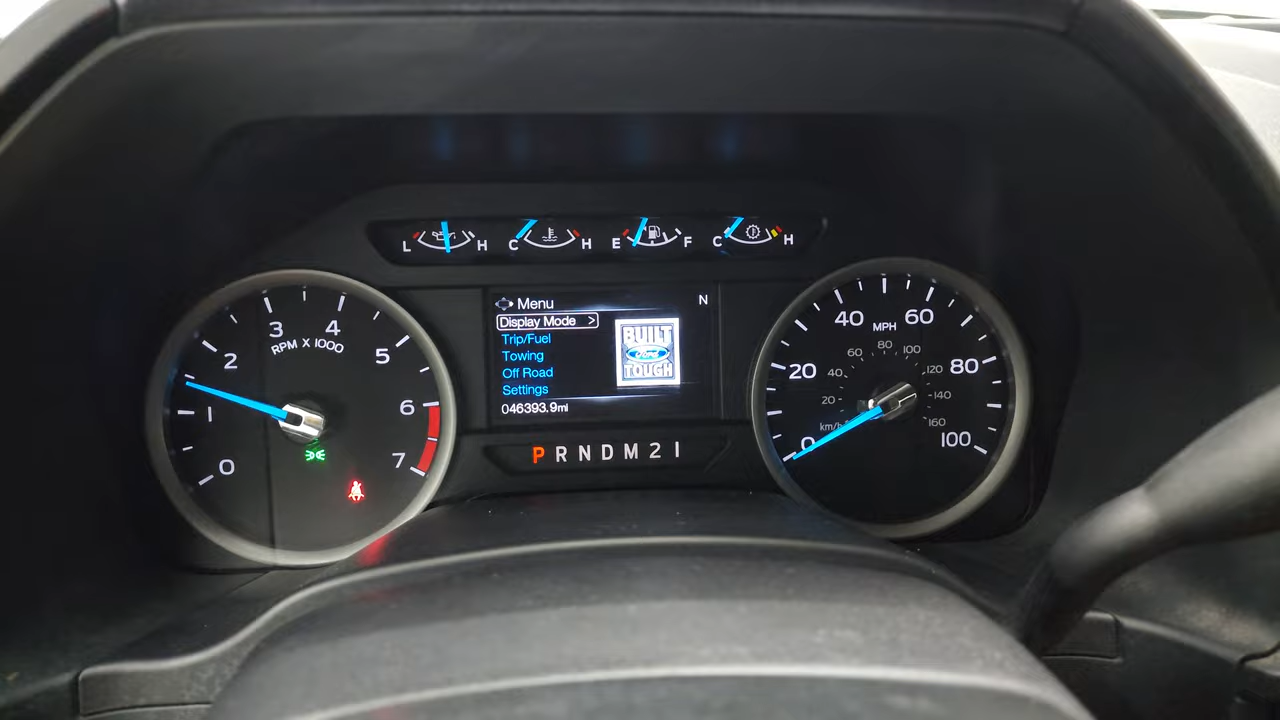 L H C H E F C H
Menu N
Display Mode >
Trip/Fuel
Towing
Off Road
Settings
046393.9mi
BUILT
Ford
TOUGH
P R N D M 2 1
0 1 2 3 4 5 6 7
RPM X 1000
0 20 40 60 80 100
MPH
20 40 60 80 100 120 140 160
km/h